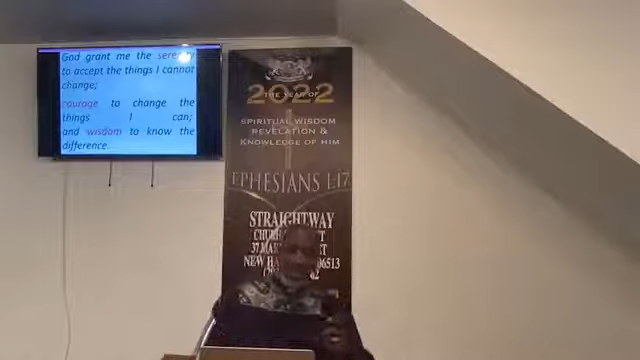 God grant me the serenity
to accept the things I cannot
change;
courage to change the
things I can;
and wisdom to know the
difference.
2022
THE YEAR OF
SPIRITUAL WISDOM
REVELATION &
KNOWLEDGE OF HIM
EPHESIANS 1:17
STRAIGHTWAY
NEW 06513